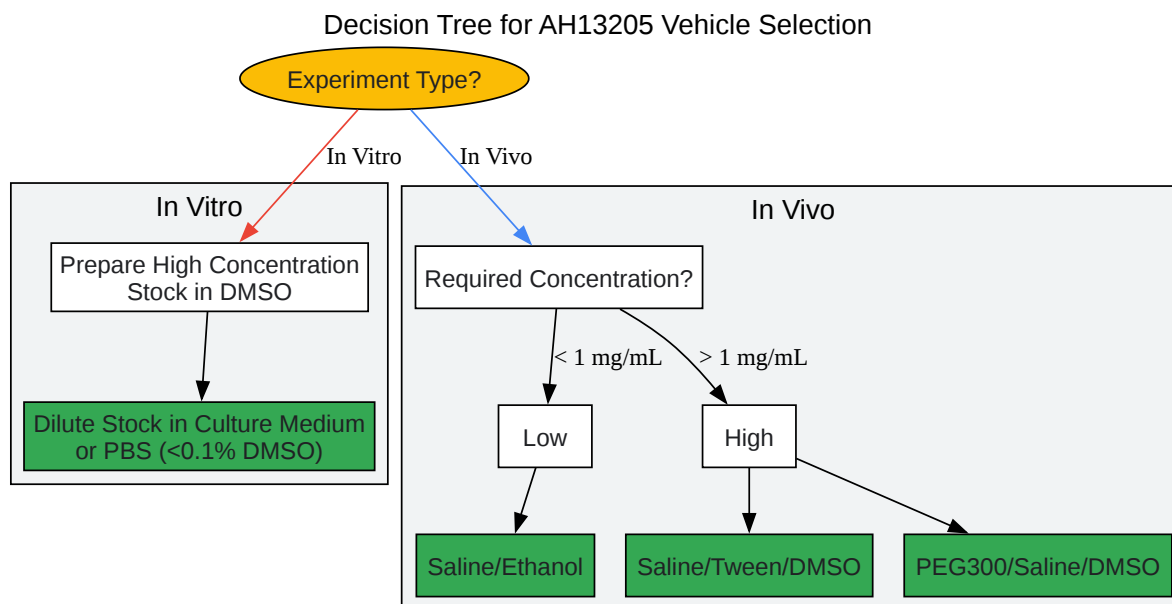 Decision Tree for AH13205 Vehicle Selection
Experiment Type?
In Vitro
In Vivo
In Vitro
Prepare High Concentration
Stock in DMSO
Dilute Stock in Culture Medium
or PBS (<0.1% DMSO)
In Vivo
Required Concentration?
< 1 mg/mL
> 1 mg/mL
Low
High
Saline/Ethanol
Saline/Tween/DMSO
PEG300/Saline/DMSO